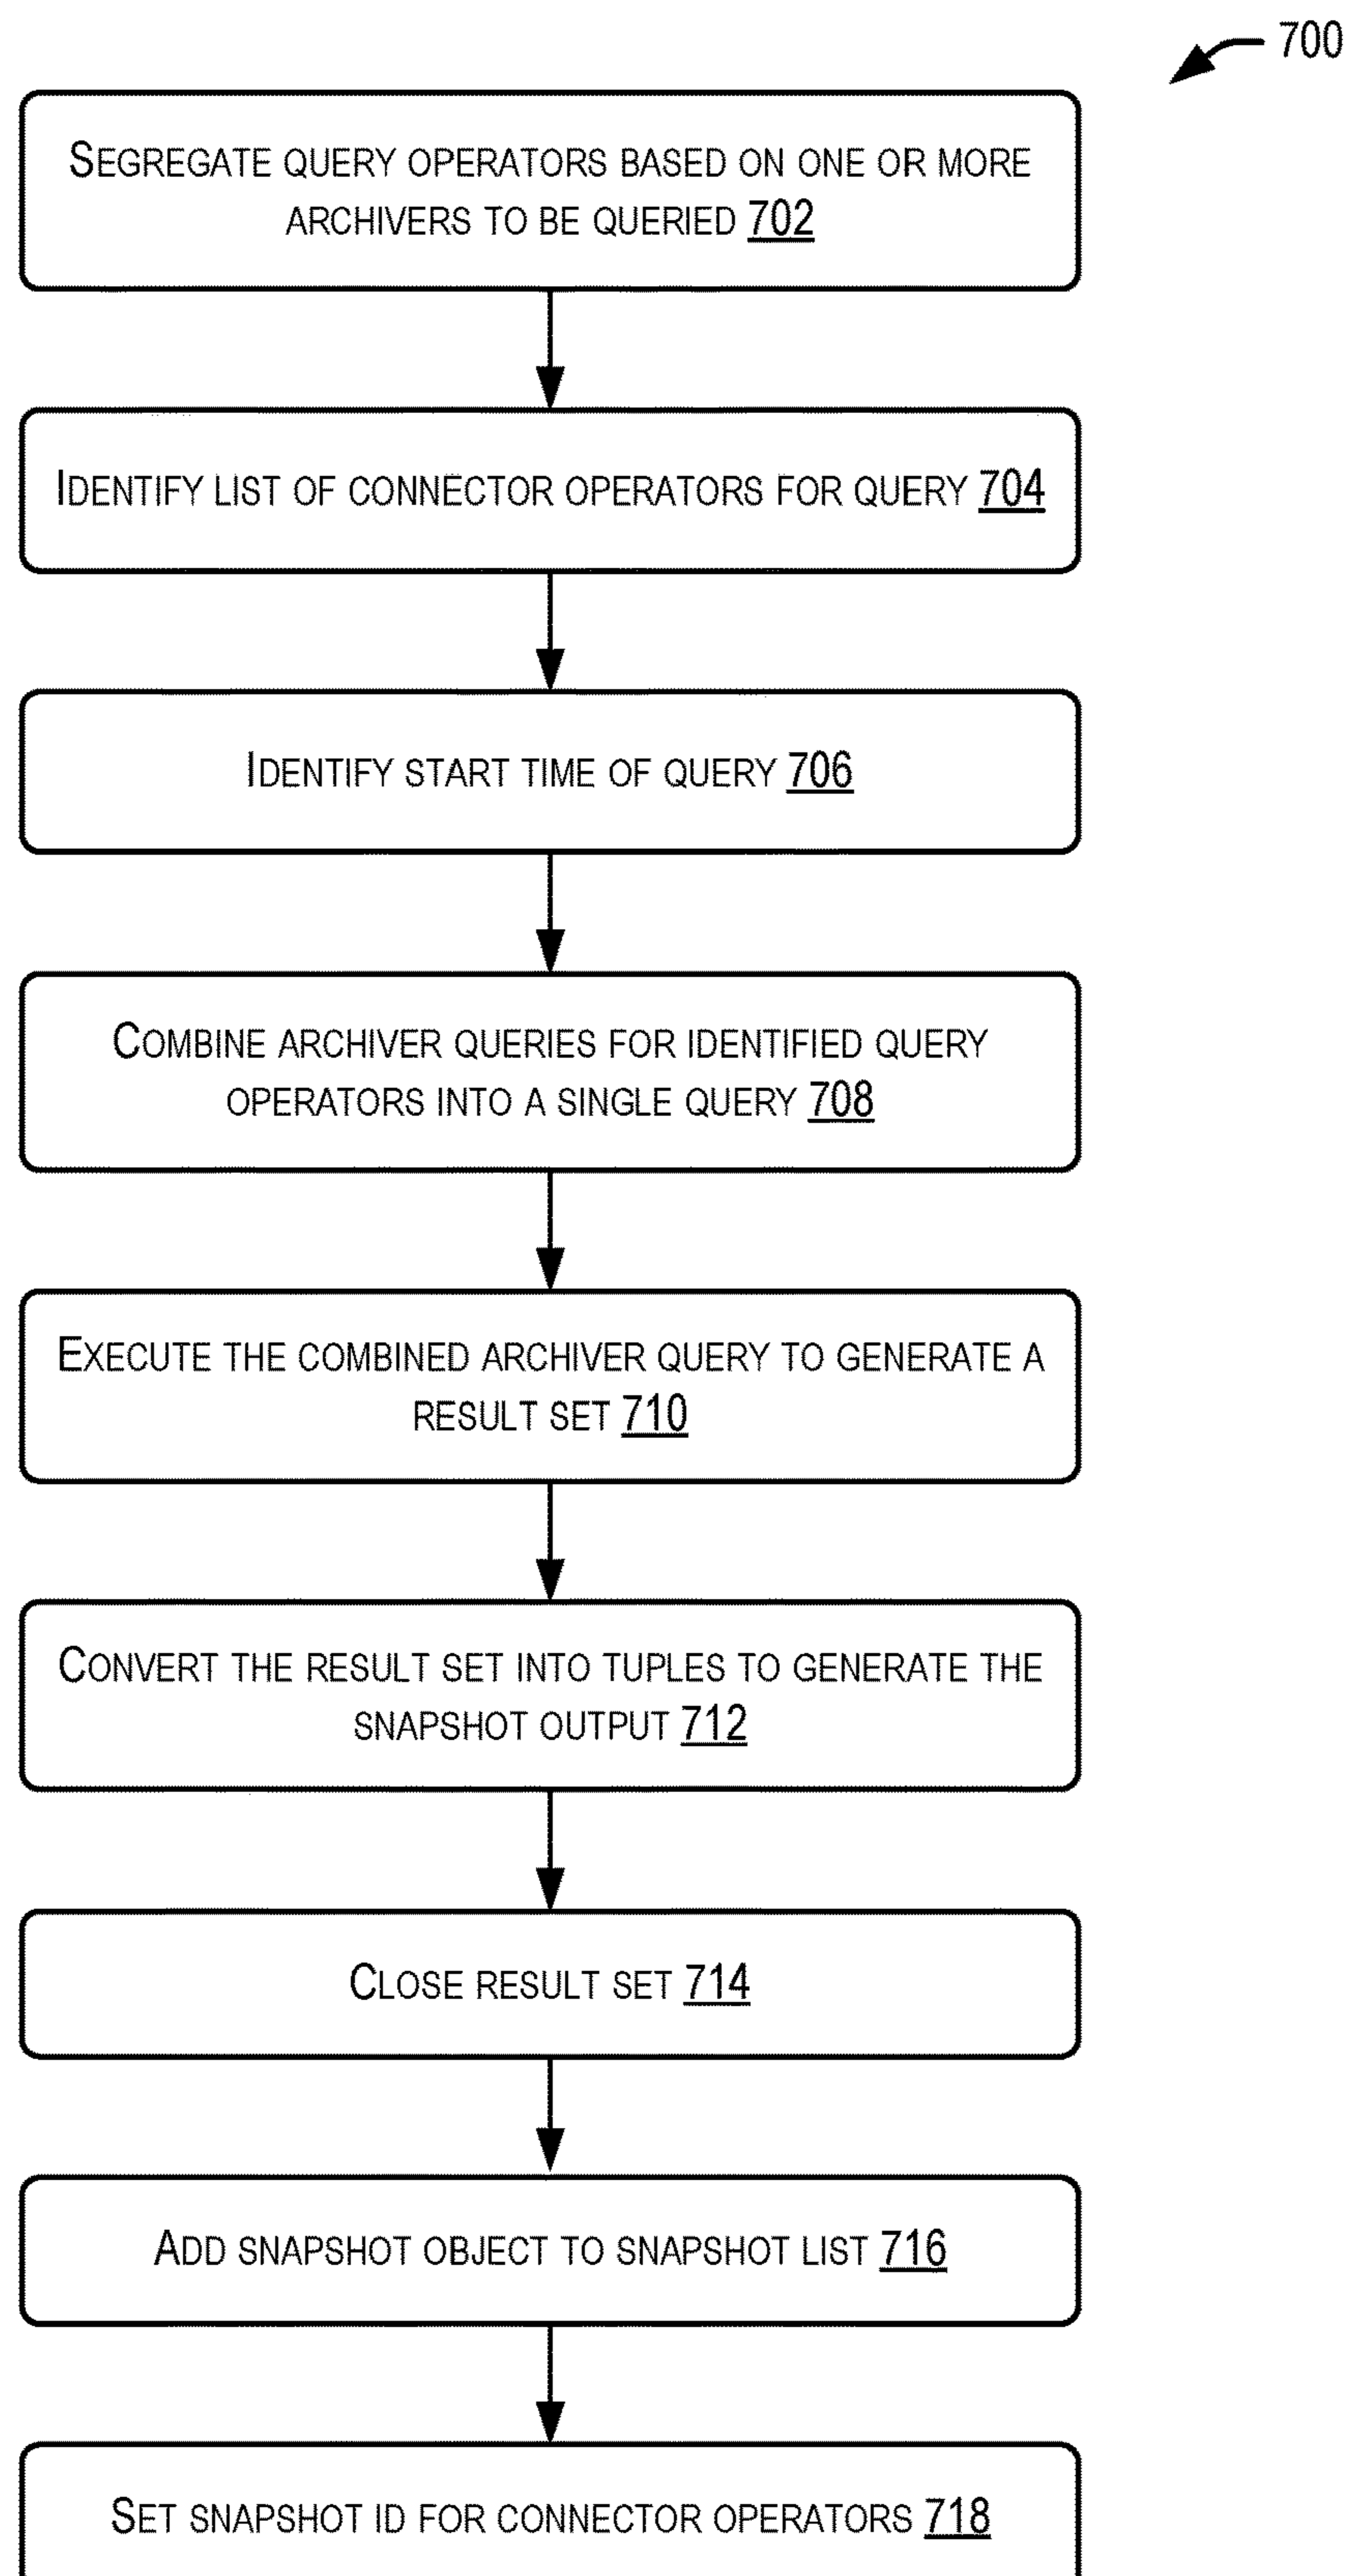 700
SEGREGATE QUERY OPERATORS BASED ON ONE OR MORE
ARCHIVERS TO BE QUERIED 702
IDENTIFY LIST OF CONNECTOR OPERATORS FOR QUERY 704
IDENTIFY START TIME OF QUERY 706
COMBINE ARCHIVER QUERIES FOR IDENTIFIED QUERY
OPERATORS INTO A SINGLE QUERY 708
EXECUTE THE COMBINED ARCHIVER QUERY TO GENERATE A
RESULT SET 710
CONVERT THE RESULT SET INTO TUPLES TO GENERATE THE
SNAPSHOT OUTPUT 712
CLOSE RESULT SET 714
ADD SNAPSHOT OBJECT TO SNAPSHOT LIST 716
SET SNAPSHOT ID FOR CONNECTOR OPERATORS 718